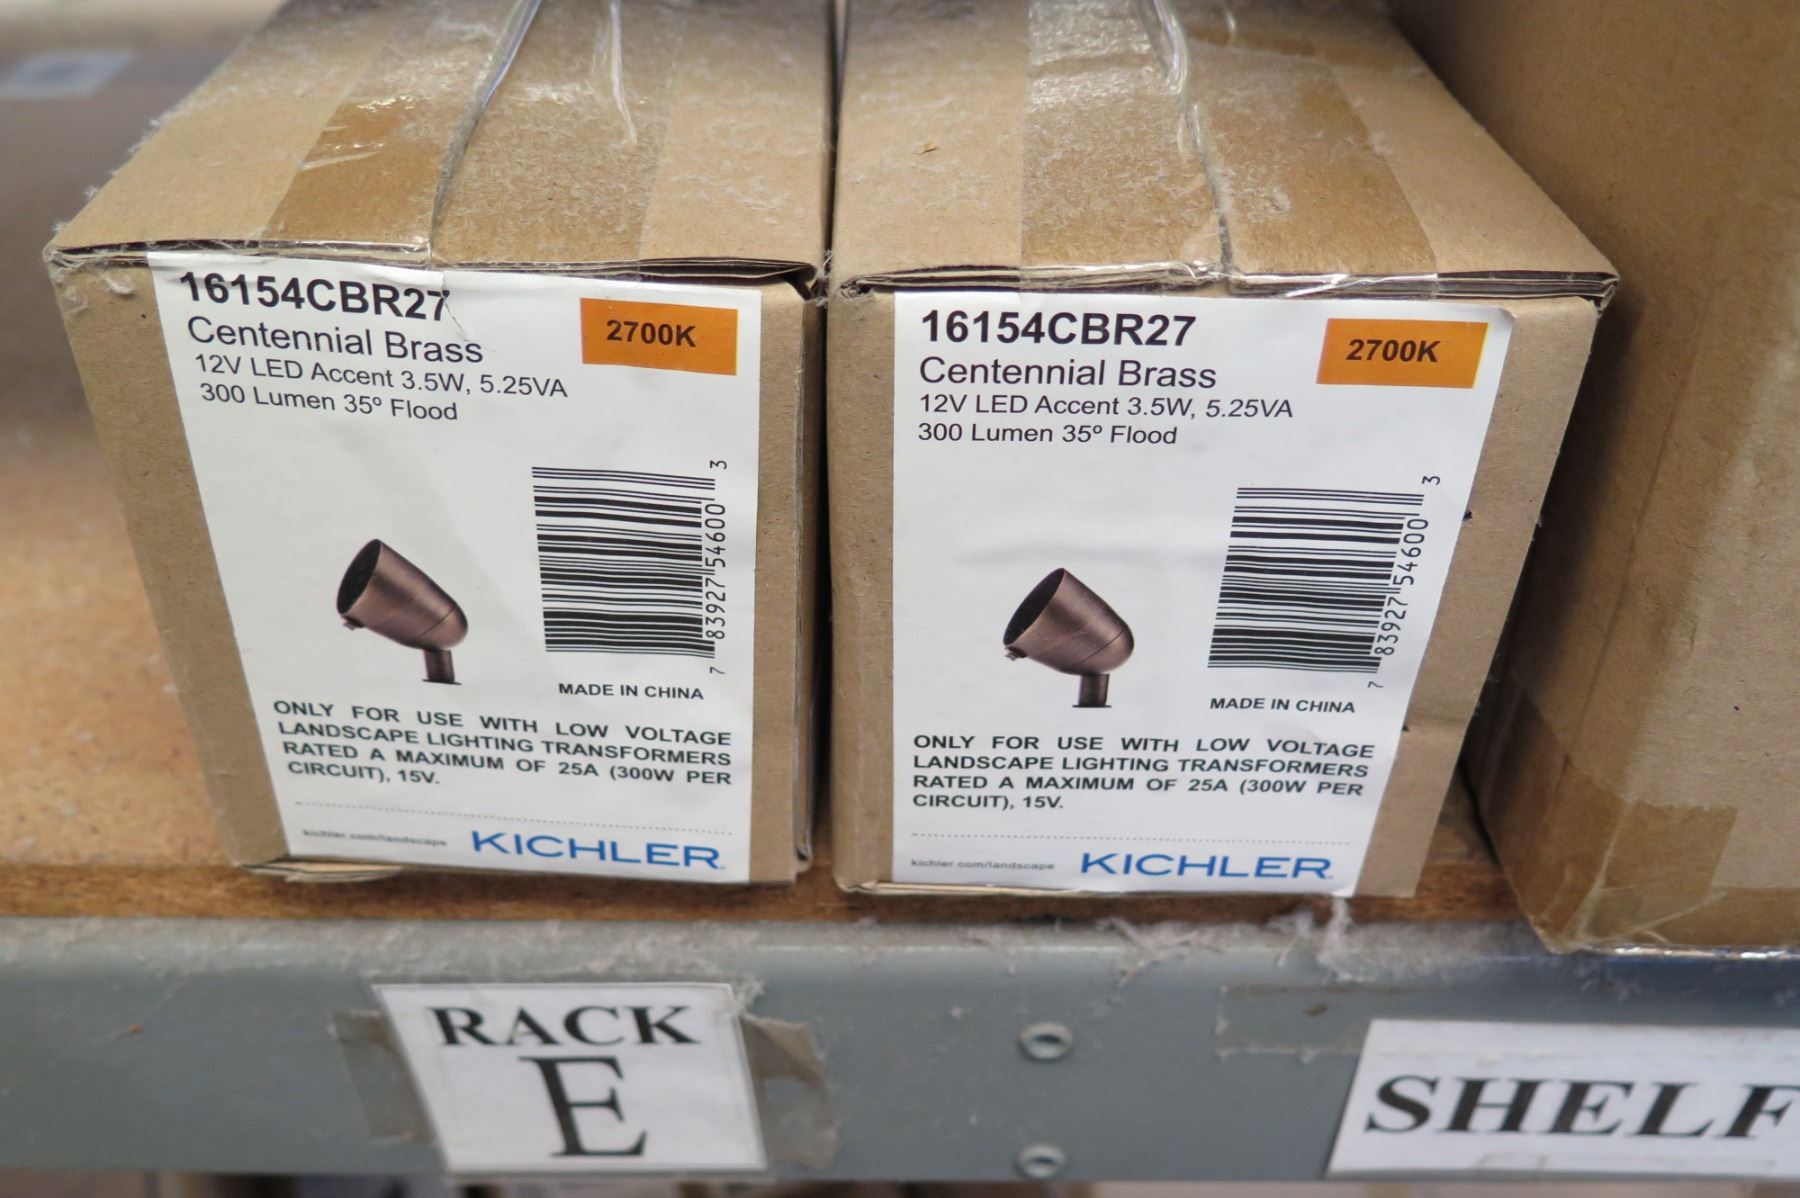 16154CBR27
Centennial Brass
2700K
12V LED Accent 3.5W, 5.25VA
300 Lumen 35º Flood
7 83927 54600 3
MADE IN CHINA
ONLY FOR USE WITH LOW VOLTAGE
LANDSCAPE LIGHTING TRANSFORMERS
RATED A MAXIMUM OF 25A (300W PER
CIRCUIT), 15V.
kichler.com/landscape KICHLER
16154CBR27
Centennial Brass
2700K
12V LED Accent 3.5W, 5.25VA
300 Lumen 35º Flood
7 83927 54600 3
MADE IN CHINA
ONLY FOR USE WITH LOW VOLTAGE
LANDSCAPE LIGHTING TRANSFORMERS
RATED A MAXIMUM OF 25A (300W PER
CIRCUIT), 15V.
kichler.com/landscape KICHLER
RACK
E
SHELF